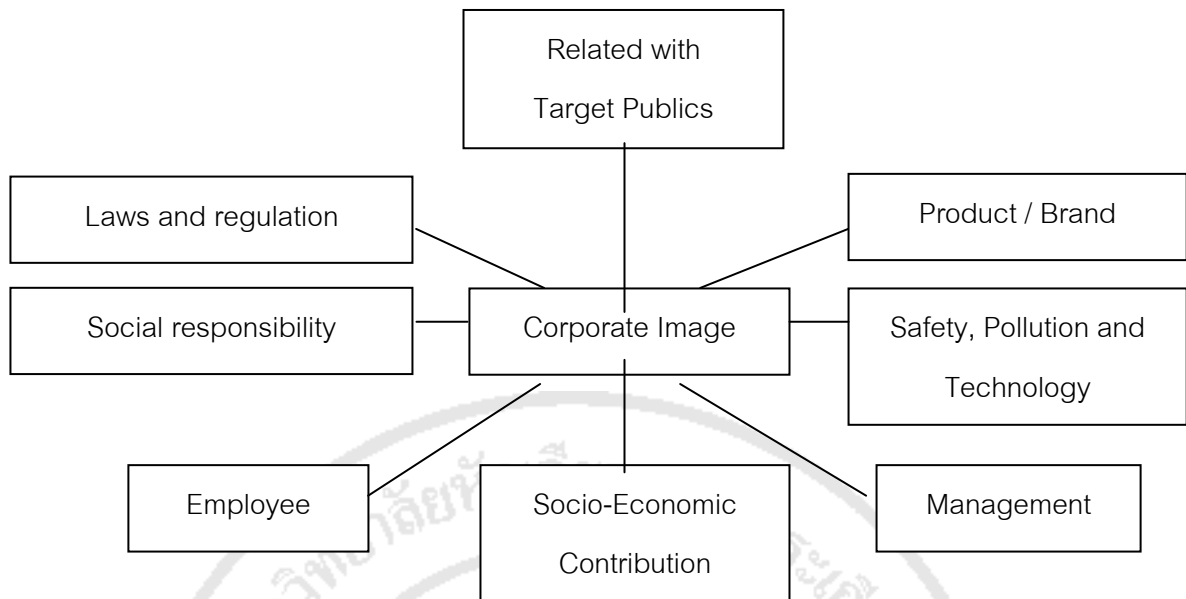 Related with
Target Publics
Laws and regulation
Product / Brand
Social responsibility
Corporate Image
Safety, Pollution and
Technology
Employee
Socio-Economic
Contribution
Management